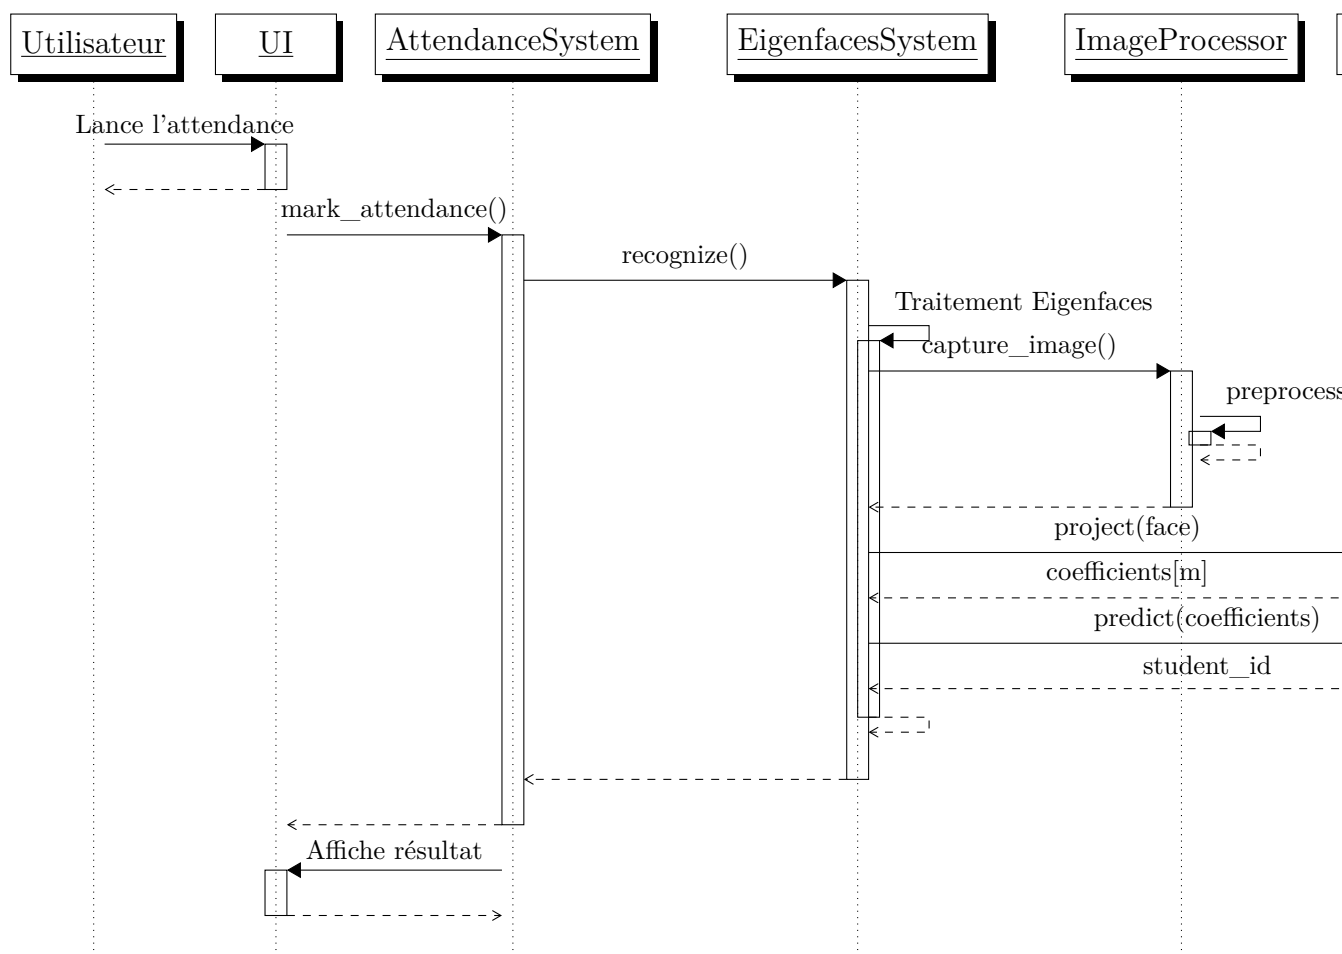 Utilisateur
UI
AttendanceSystem
EigenfacesSystem
ImageProcessor
Lance l'attendance
mark_attendance()
recognize()
Traitement Eigenfaces
capture_image()
preprocess
project(face)
coefficients[m]
predict(coefficients)
student_id
Affiche résultat